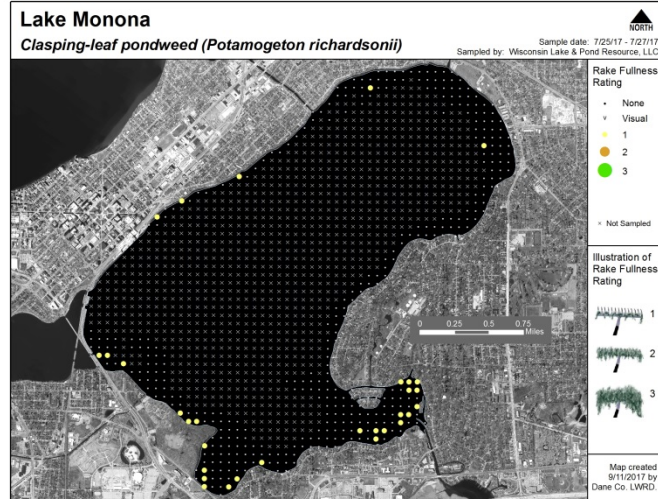 Lake Monona
Clasping-leaf pondweed (Potamogeton richardsonii)
NORTH
Sample date: 7/25/17 - 7/27/17
Sampled by: Wisconsin Lake & Pond Resource, LLC
Rake Fullness
Rating
None
Visual
1
2
3
× Not Sampled
Illustration of
Rake Fullness
Rating
1
2
3
0 0.25 0.5 0.75
Miles
Map created
9/11/2017 by
Dane Co. LWRD.